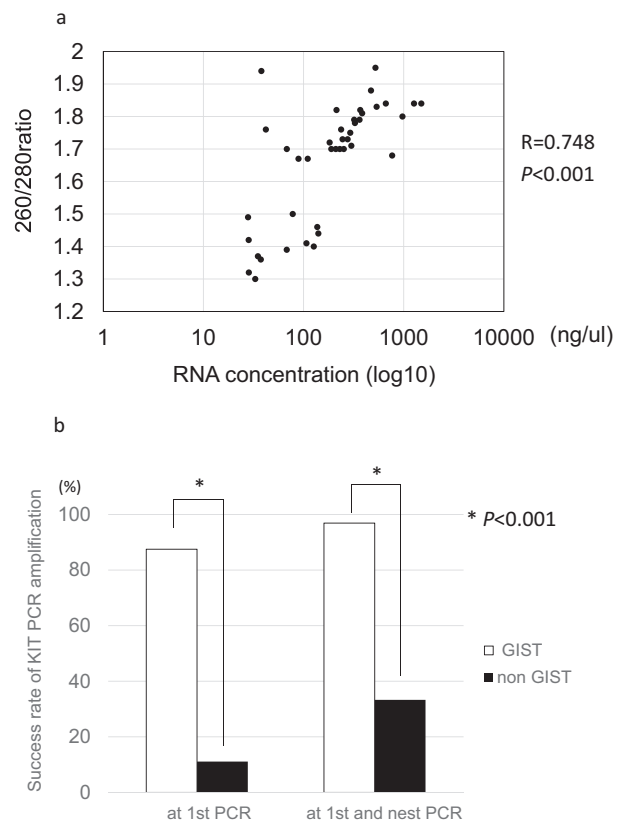 a
2
1.9
1.8
1.7
1.6
1.5
1.4
1.3
1.2
260/280ratio
R=0.748
P<0.001
1 10 100 1000 10000 (ng/ul)
RNA concentration (log10)
b
(%)
100
80
60
40
20
0
Success rate of KIT PCR amplification
* *
* P<0.001
GIST
non GIST
at 1st PCR at 1st and nest PCR